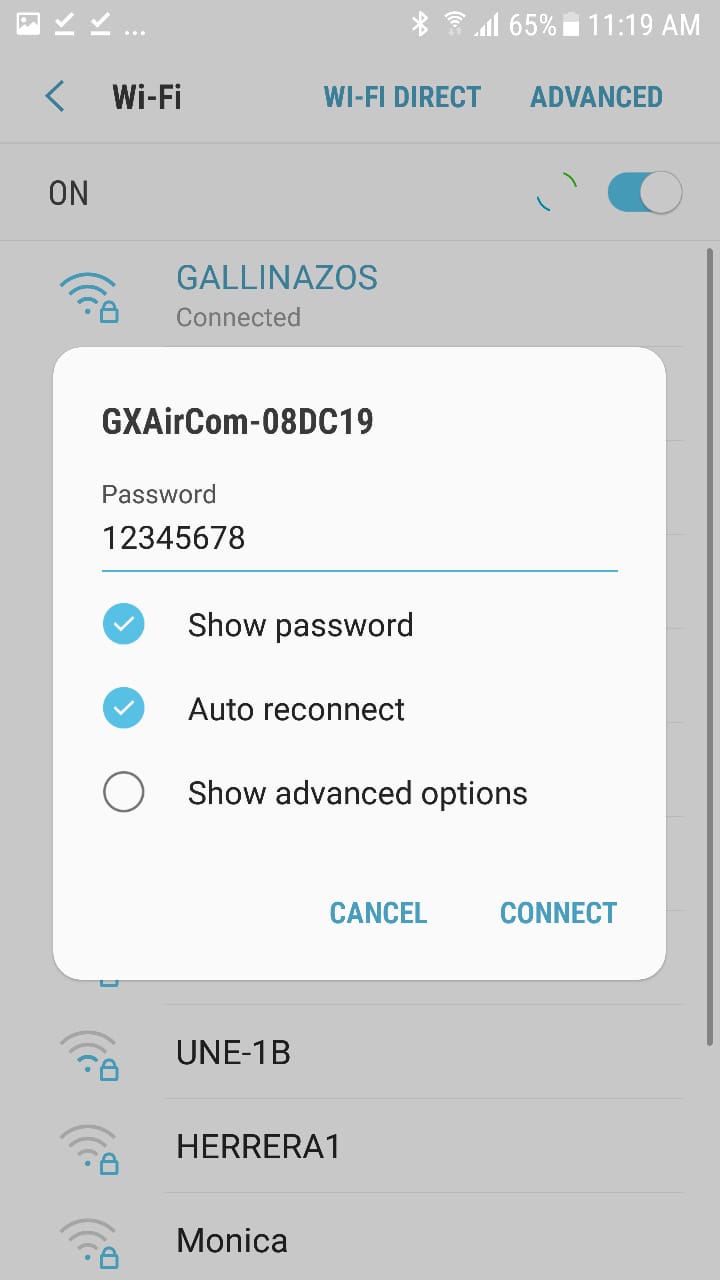 ... 65% 11:19 AM
Wi-Fi WI-FI DIRECT ADVANCED
ON
GALLINAZOS
Connected
GXAirCom-08DC19
Password
12345678
Show password
Auto reconnect
Show advanced options
CANCEL CONNECT
UNE-1B
HERRERA1
Monica